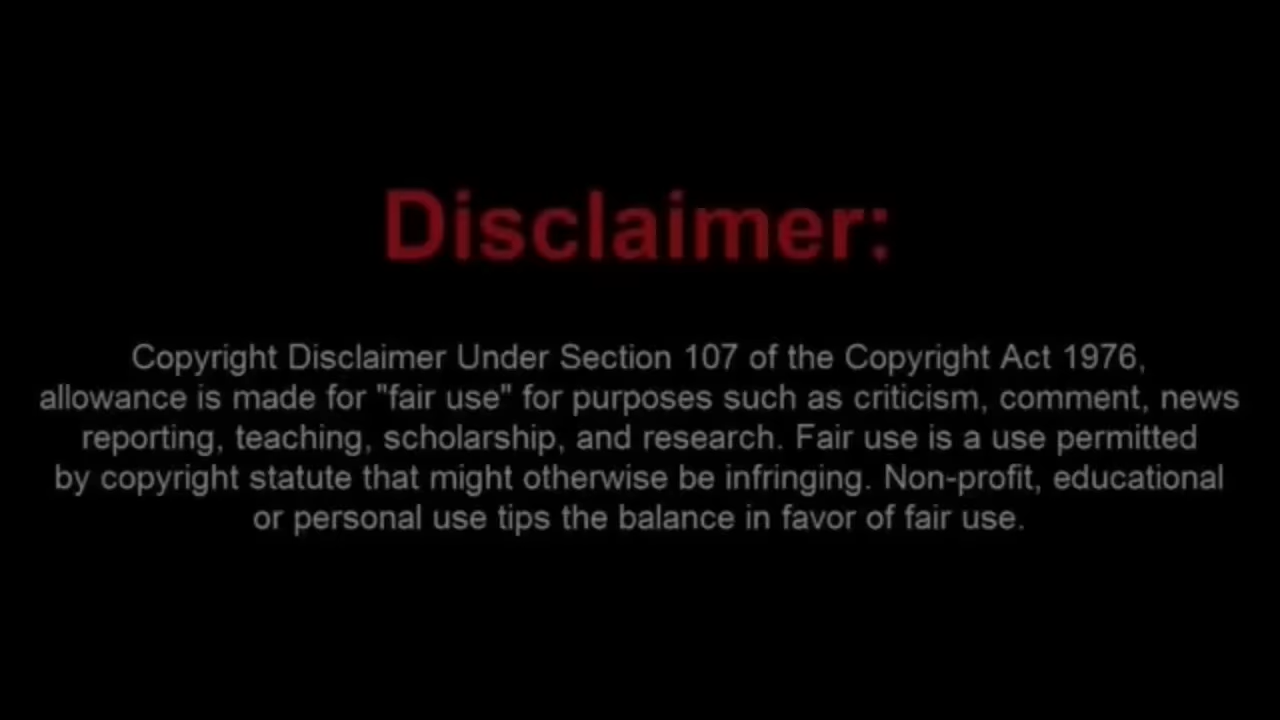 Disclaimer:
Copyright Disclaimer Under Section 107 of the Copyright Act 1976,
allowance is made for "fair use" for purposes such as criticism, comment, news
reporting, teaching, scholarship, and research. Fair use is a use permitted
by copyright statute that might otherwise be infringing. Non-profit, educational
or personal use tips the balance in favor of fair use.